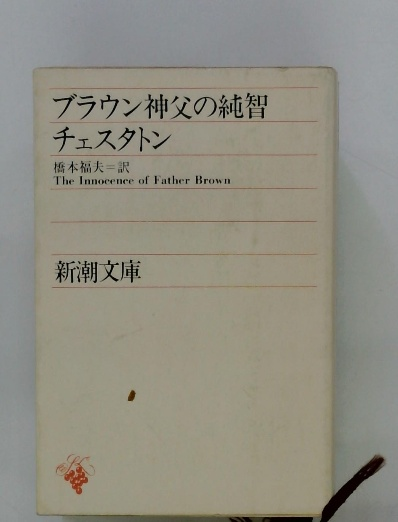 ブラウン神父の純智
チェスタトン
橋本福夫=訳
The Innocence of Father Brown
新潮文庫